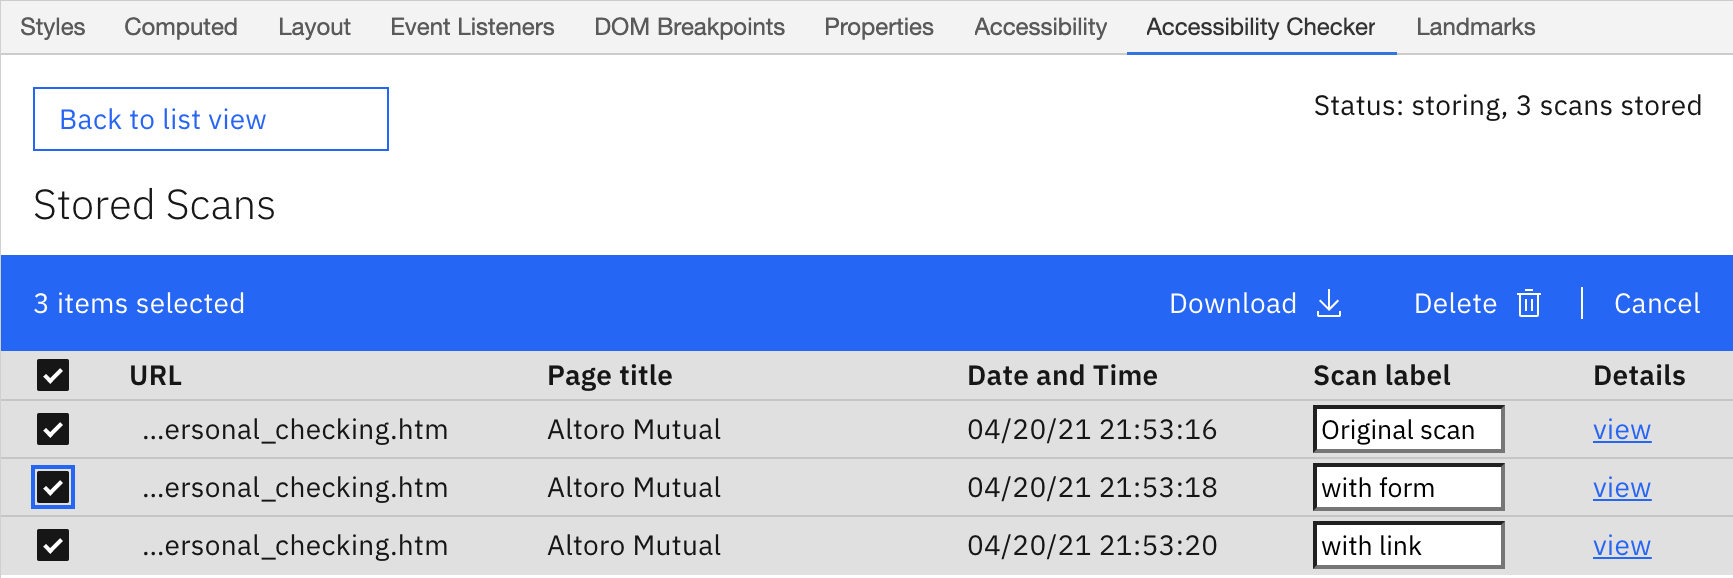 Styles Computed Layout Event Listeners DOM Breakpoints Properties Accessibility Accessibility Checker Landmarks
Back to list view
Status: storing, 3 scans stored
Stored Scans
3 items selected Download Delete Cancel
URL Page title Date and Time Scan label Details
...ersonal_checking.htm Altoro Mutual 04/20/21 21:53:16 Original scan view
...ersonal_checking.htm Altoro Mutual 04/20/21 21:53:18 with form view
...ersonal_checking.htm Altoro Mutual 04/20/21 21:53:20 with link view